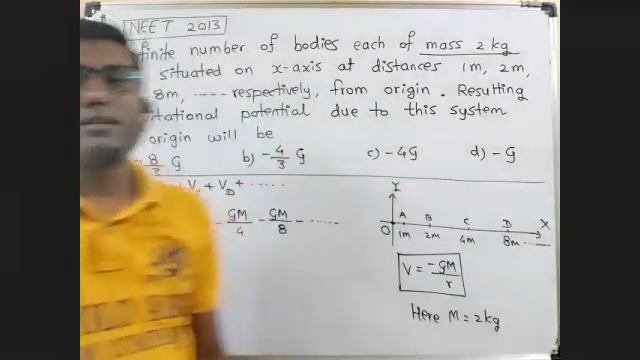 NEET 2013
finite number of bodies each of mass 2 kg
situated on x-axis at distances 1m, 2m,
8m, ---- respectively, from origin. Resulting
itational potential due to this system
origin will be
8/3 G b) -4/3 G c) -4G d) -G
+ V_D + ......
GM/4 - GM/8 - ......
Y
A B C D X
O 1m 2m 4m 8m ......
V = -GM/r
Here M = 2kg